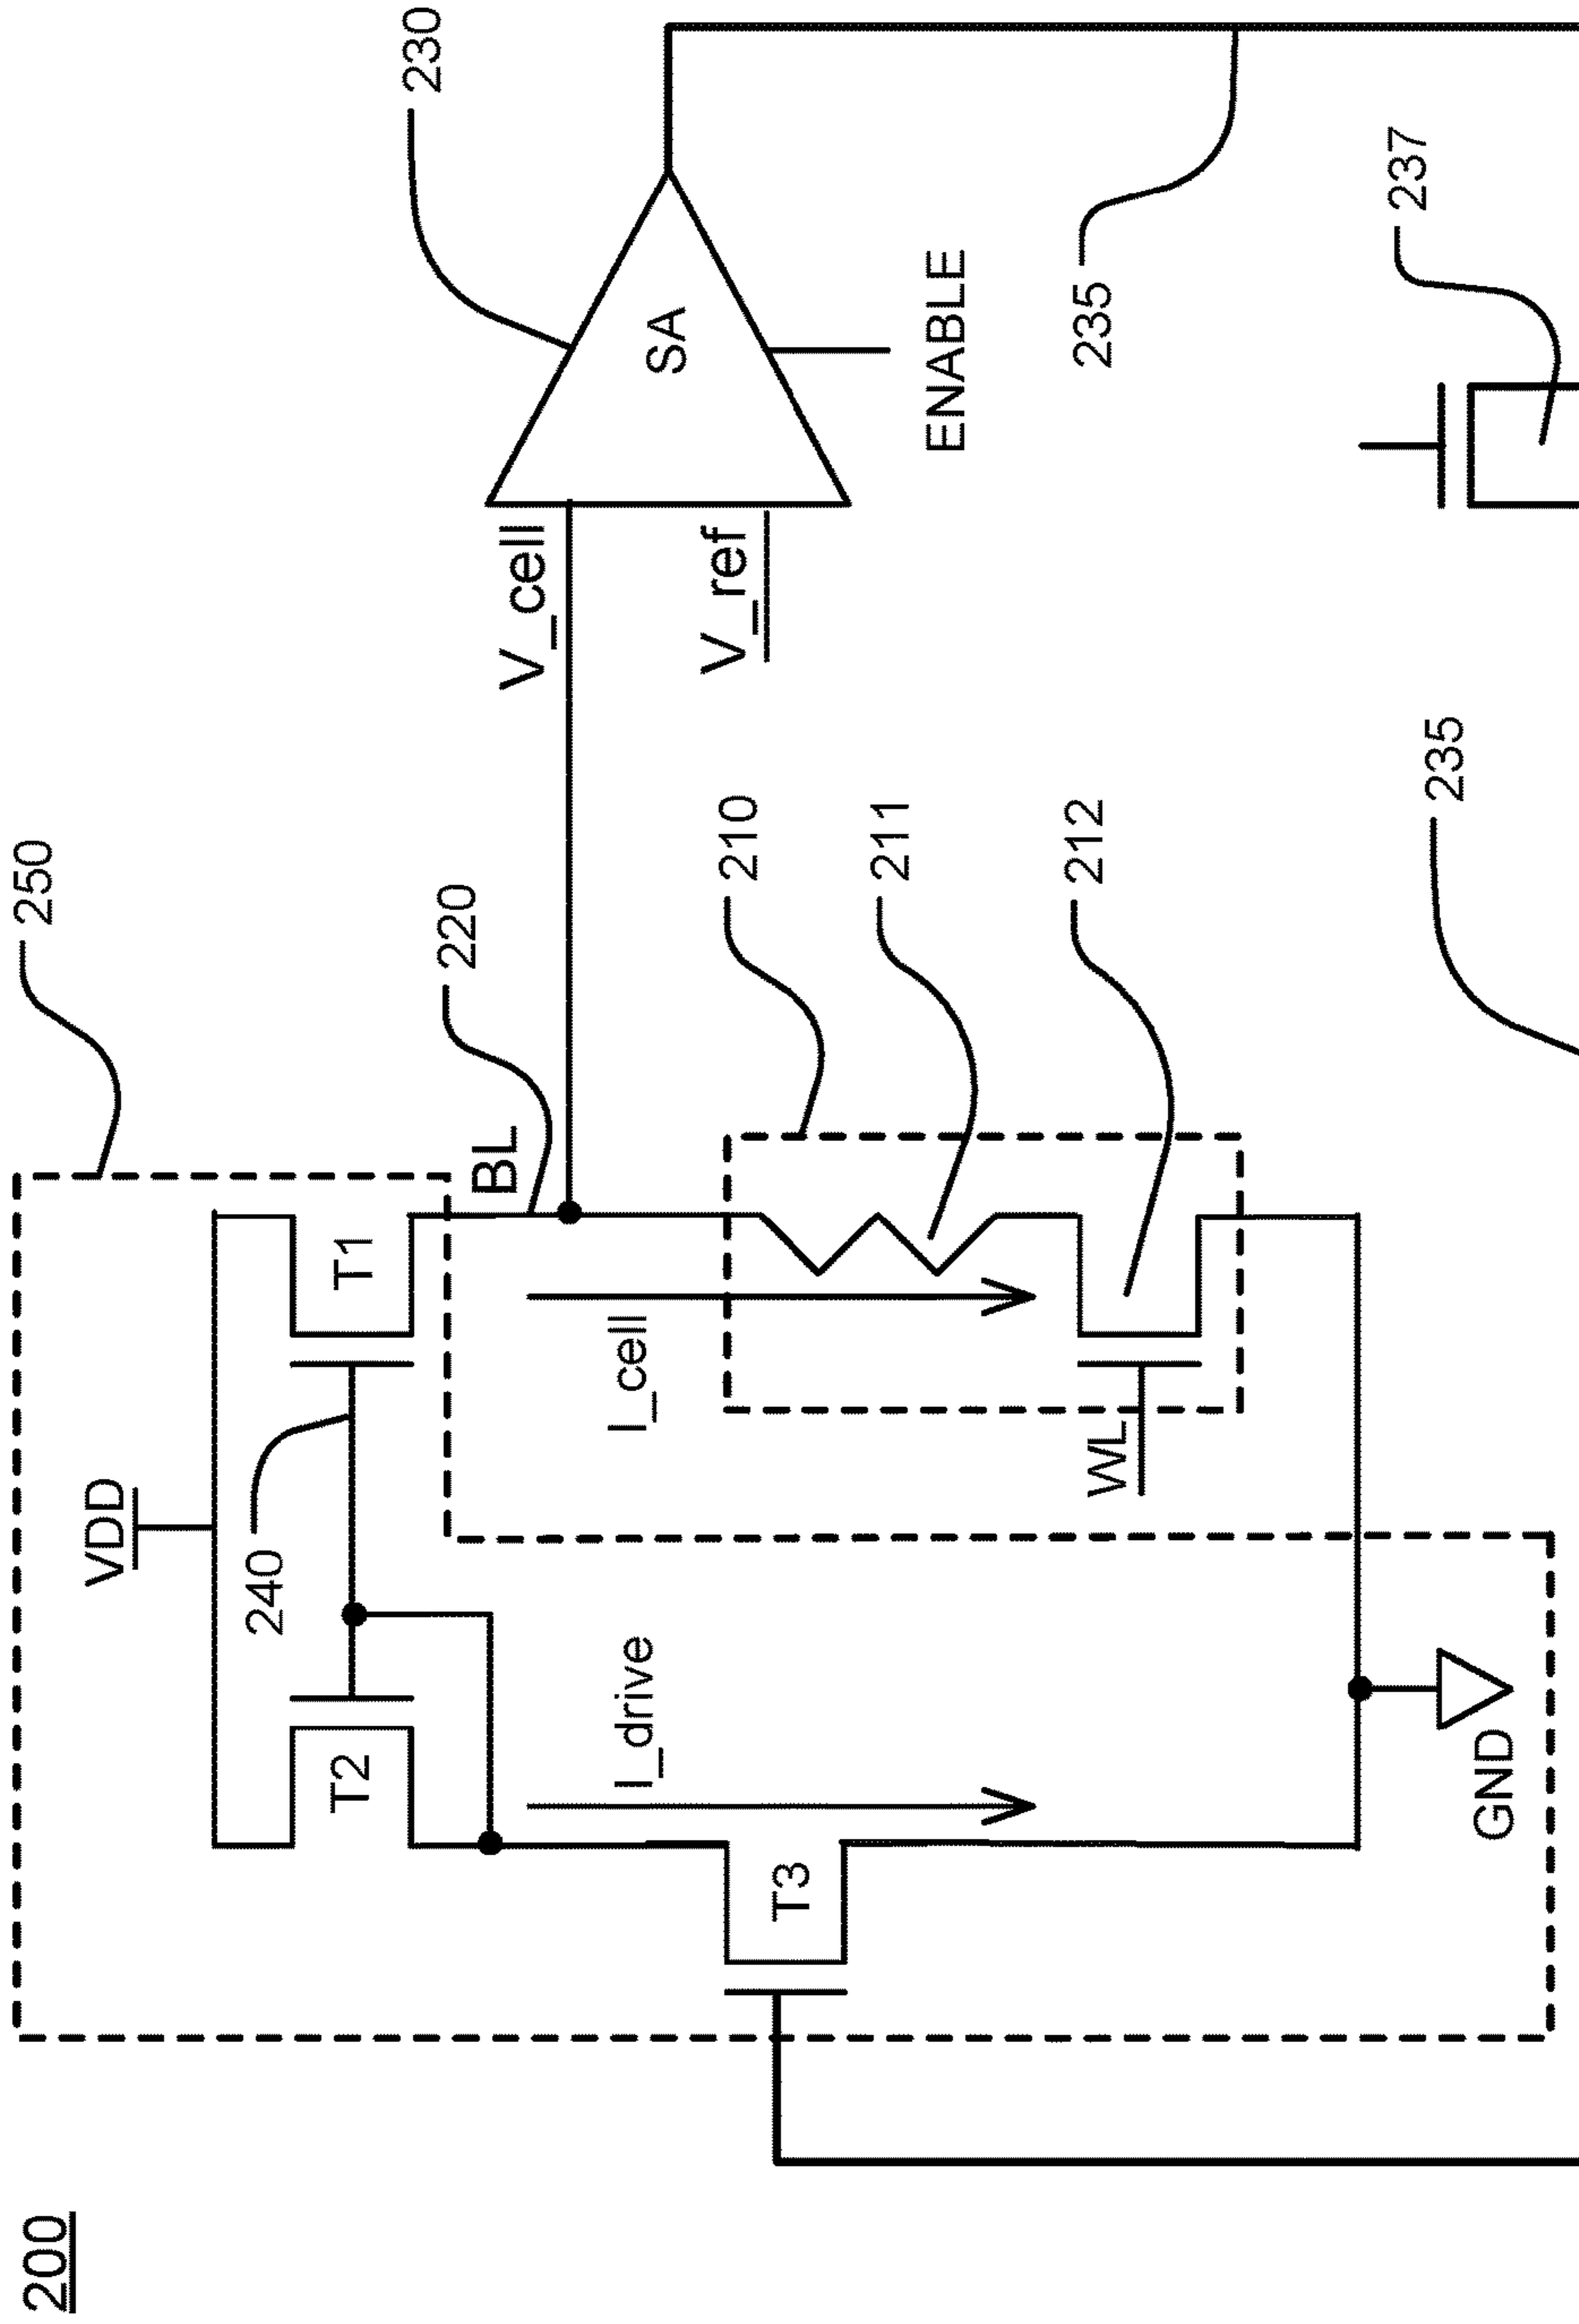 200
250
VDD
T2
T1
240
BL
220
230
V_cell
V_ref
SA
ENABLE
I_drive
I_cell
T3
210
211
212
WL
GND
235
235
237